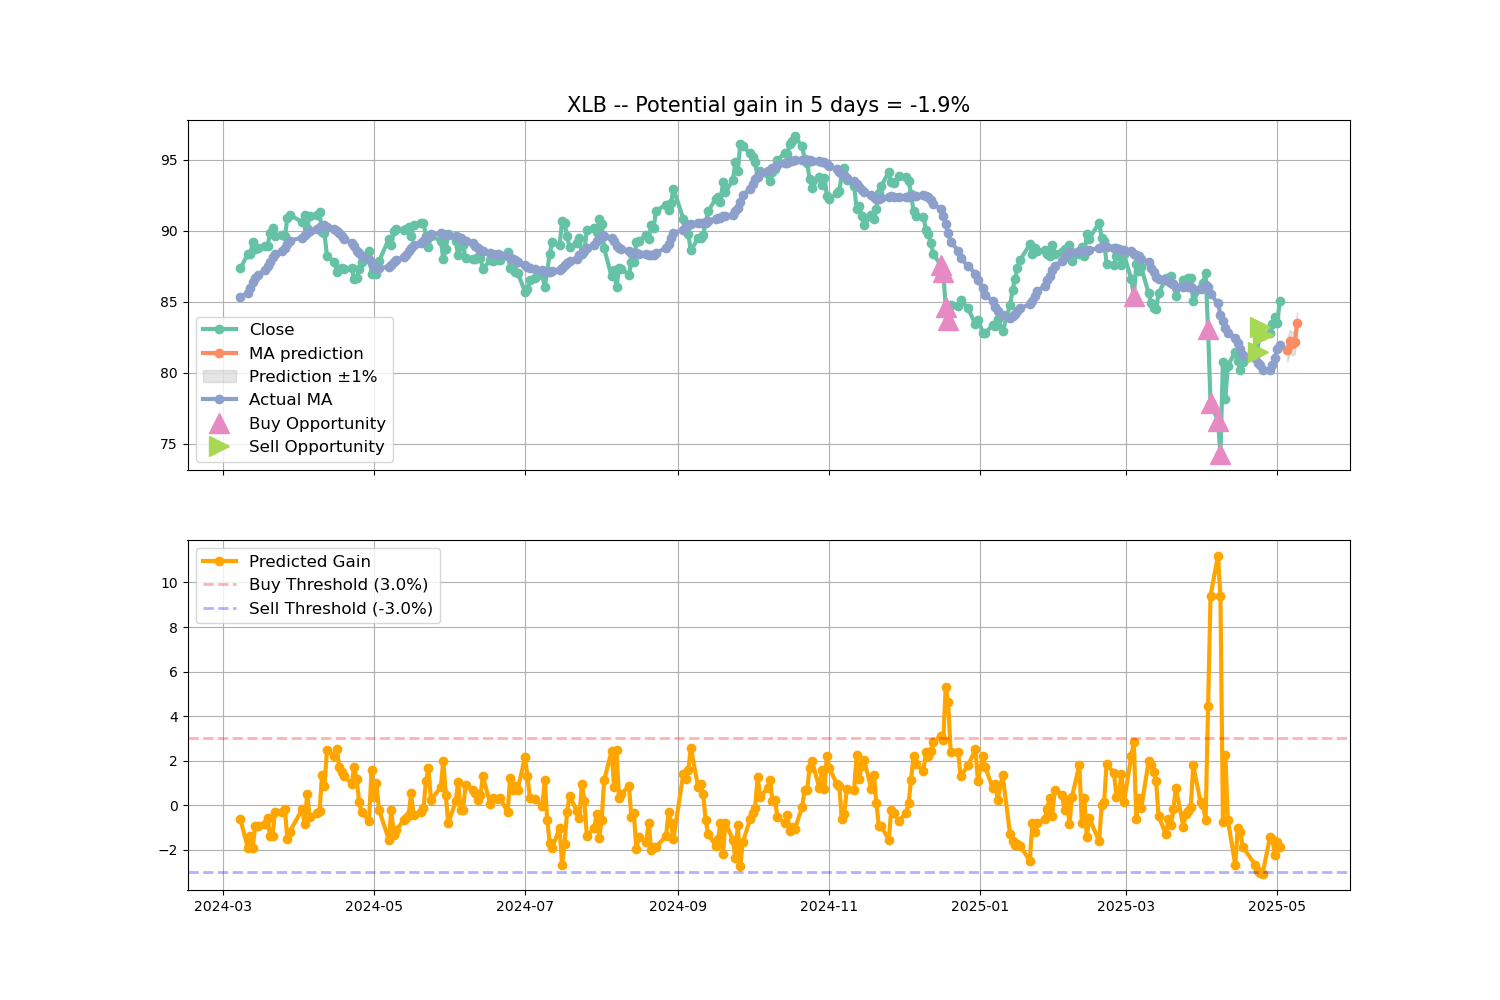 XLB -- Potential gain in 5 days = -1.9%
95
90
85
80
75
Close
MA prediction
Prediction ±1%
Actual MA
Buy Opportunity
Sell Opportunity
10
8
6
4
2
0
−2
Predicted Gain
Buy Threshold (3.0%)
Sell Threshold (-3.0%)
2024-03
2024-05
2024-07
2024-09
2024-11
2025-01
2025-03
2025-05